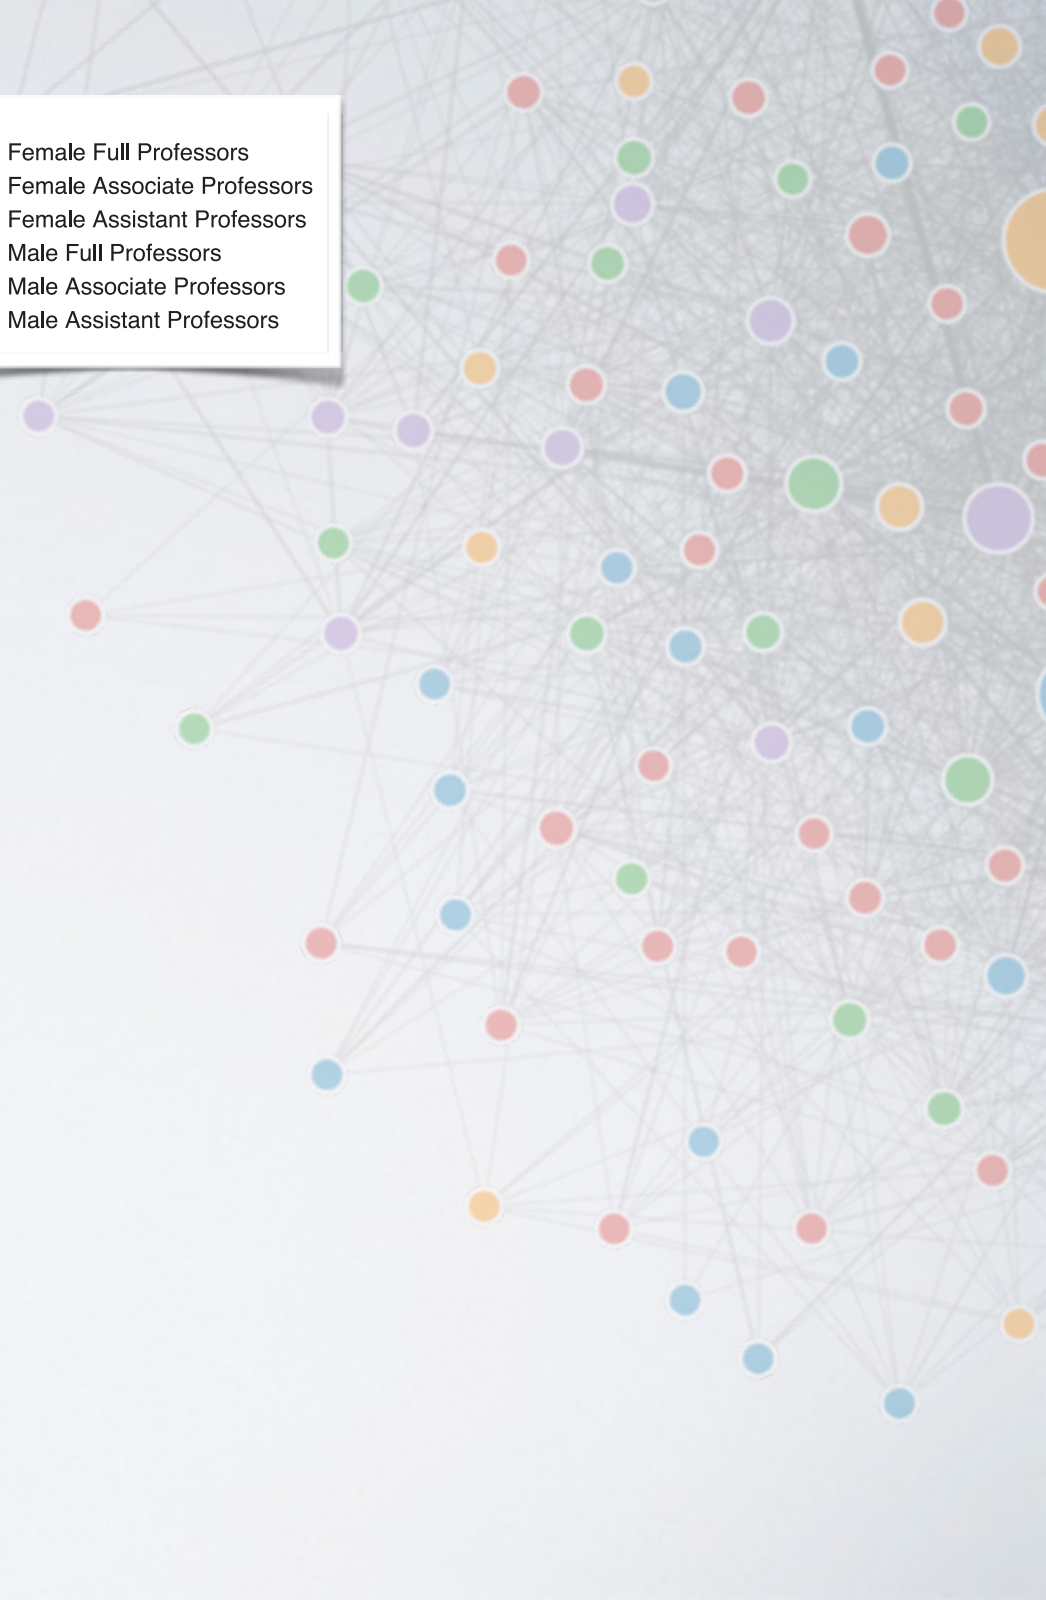 Female Full Professors
Female Associate Professors
Female Assistant Professors
Male Full Professors
Male Associate Professors
Male Assistant Professors